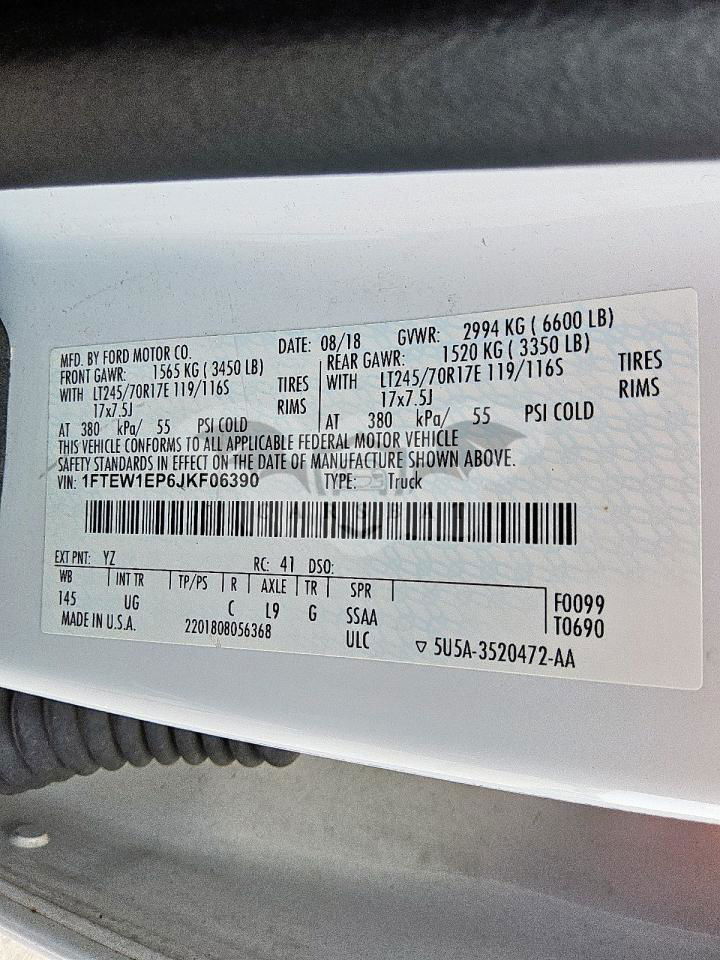 MFD. BY FORD MOTOR CO. DATE: 08/18 GVWR: 2994 KG ( 6600 LB)
FRONT GAWR: 1565 KG ( 3450 LB) REAR GAWR: 1520 KG ( 3350 LB)
WITH LT245/70R17E 119/116S TIRES WITH LT245/70R17E 119/116S TIRES
17x7.5J RIMS 17x7.5J RIMS
AT 380 kPa/ 55 PSI COLD AT 380 kPa/ 55 PSI COLD
THIS VEHICLE CONFORMS TO ALL APPLICABLE FEDERAL MOTOR VEHICLE
SAFETY STANDARDS IN EFFECT ON THE DATE OF MANUFACTURE SHOWN ABOVE.
VIN: 1FTEW1EP6JKF06390 TYPE: Truck
EXT PNT: YZ RC: 41 DSO:
WB INT TR TP/PS R AXLE TR SPR
145 UG C L9 G SSAA F0099
MADE IN U.S.A. 2201808056368 ULC T0690
▽ 5U5A-3520472-AA